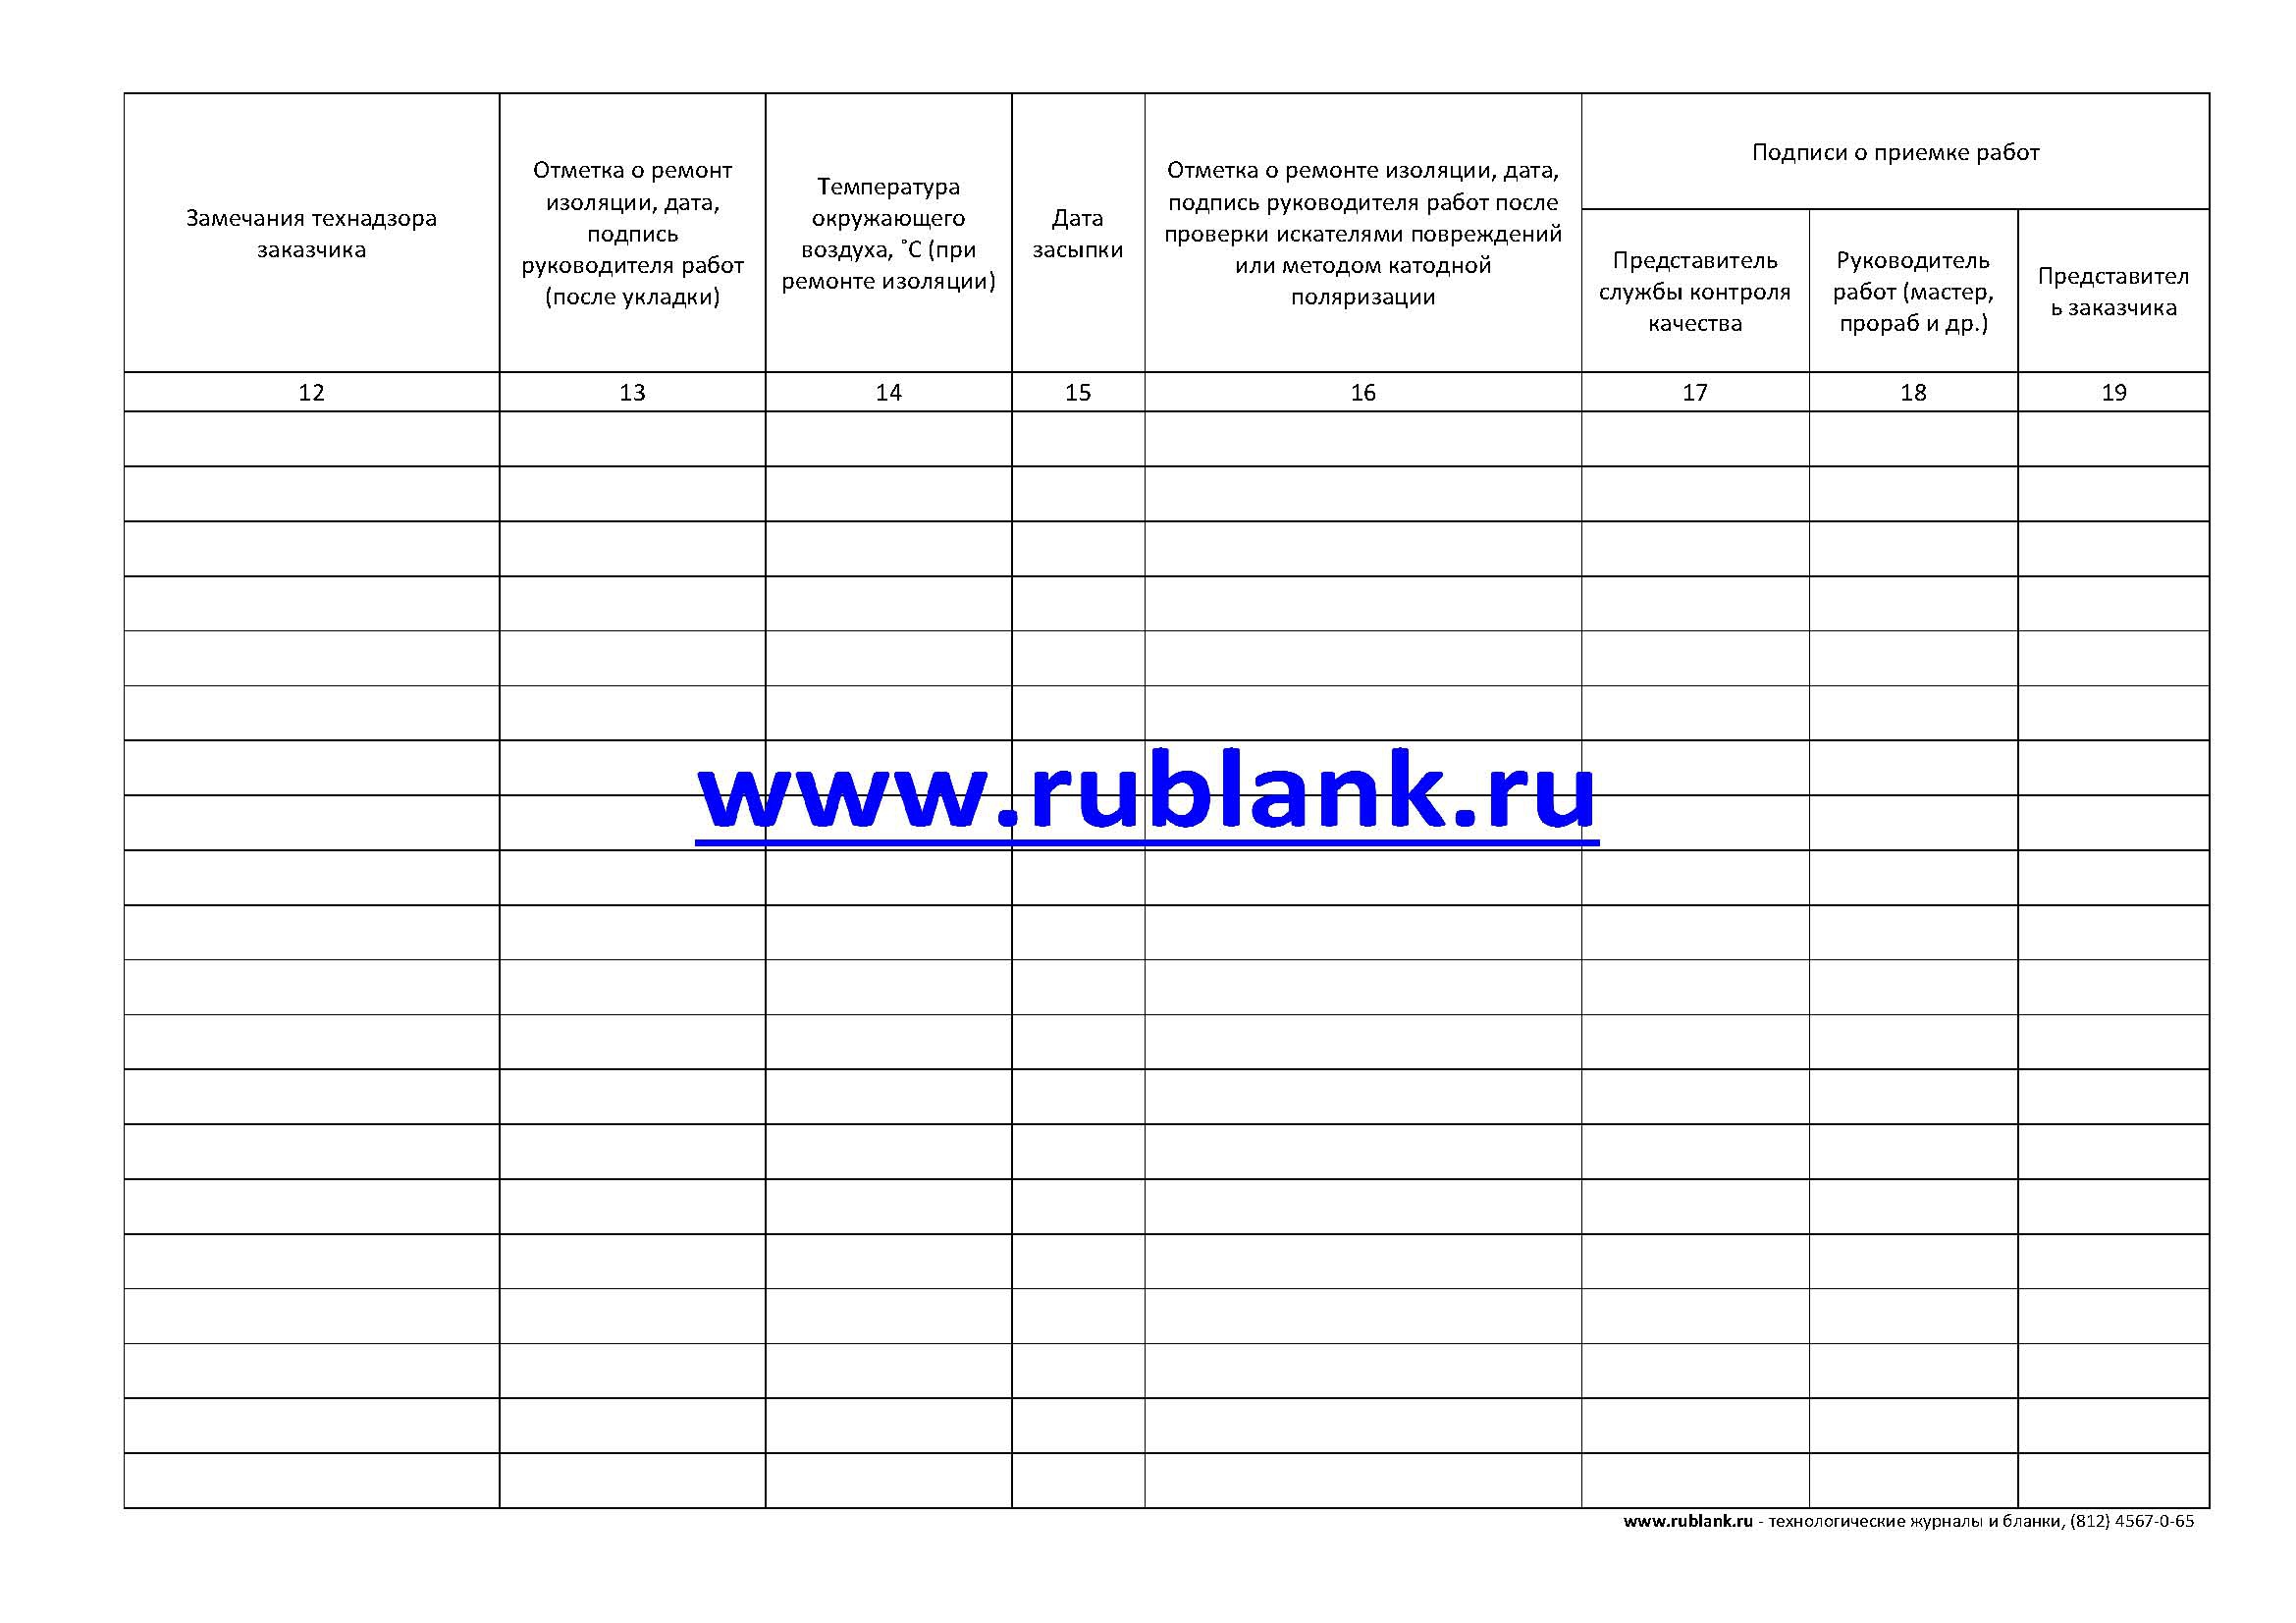 Замечания технадзора
заказчика
Отметка о ремонт
изоляции, дата,
подпись
руководителя работ
(после укладки)
Температура
окружающего
воздуха, ˚С (при
ремонте изоляции)
Дата
засыпки
Отметка о ремонте изоляции, дата,
подпись руководителя работ после
проверки искателями повреждений
или методом катодной
поляризации
Подписи о приемке работ
Представитель
службы контроля
качества
Руководитель
работ (мастер,
прораб и др.)
Представител
ь заказчика
12 13 14 15 16 17 18 19
www.rublank.ru
www.rublank.ru - технологические журналы и бланки, (812) 4567-0-65